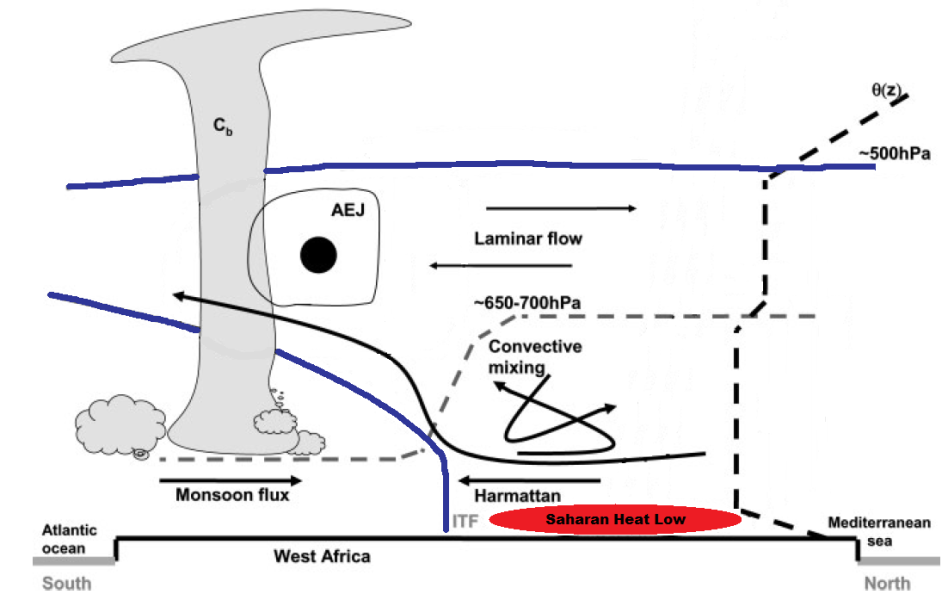 θ(z)
C_b
~500hPa
AEJ
Laminar flow
~650-700hPa
Convective
mixing
Monsoon flux
Harmattan
ITF
Saharan Heat Low
Atlantic
ocean
Mediterranean
sea
West Africa
South
North